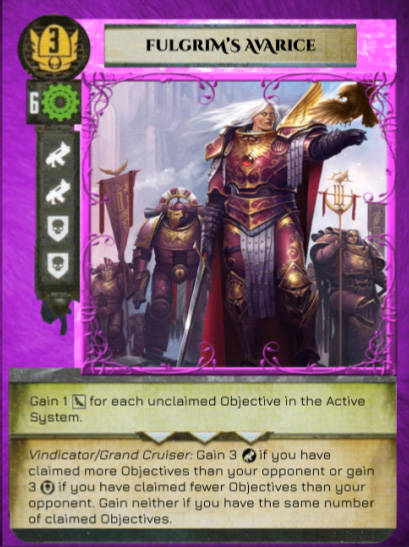 3
FULGRIM'S AVARICE
6
Gain 1 for each unclaimed Objective in the Active
System.
Vindicator/Grand Cruiser: Gain 3 if you have
claimed more Objectives than your opponent or gain
3 if you have claimed fewer Objectives than your
opponent. Gain neither if you have the same number
of claimed Objectives.